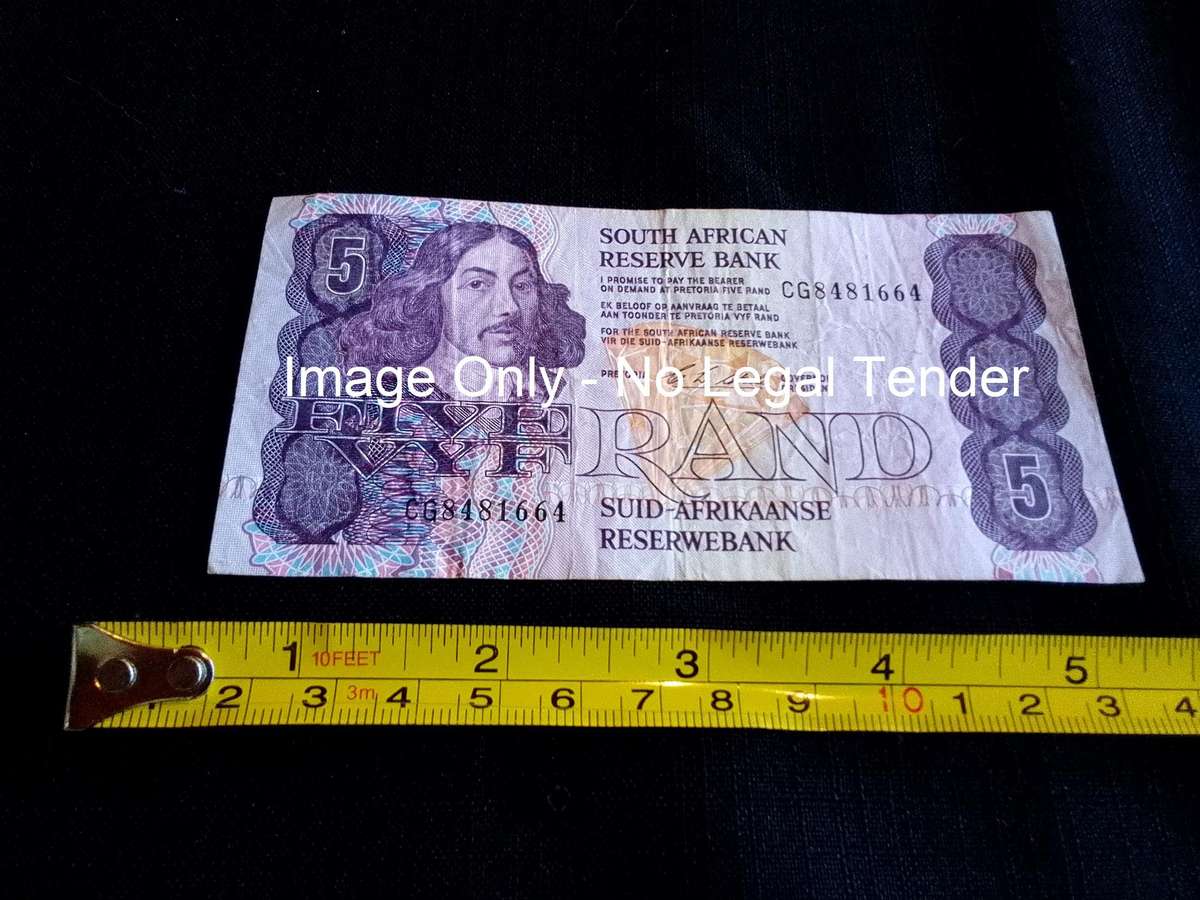 5
SOUTH AFRICAN
RESERVE BANK
I PROMISE TO PAY THE BEARER
ON DEMAND AT PRETORIA FIVE RAND
CG8481664
EK BELOOF OP AANVRAAG TE BETAAL
AAN TOONDER TE PRETORIA VYF RAND
FOR THE SOUTH AFRICAN RESERVE BANK
VIR DIE SUID-AFRIKAANSE RESERWEBANK
PRETORIA
Image Only - No Legal Tender
FIVE
VYF
RAND
CG8481664
SUID-AFRIKAANSE
RESERWEBANK
5
1 10FEET 2 3 4 5
1 2 3 3m 4 5 6 7 8 9 10 1 2 3 4